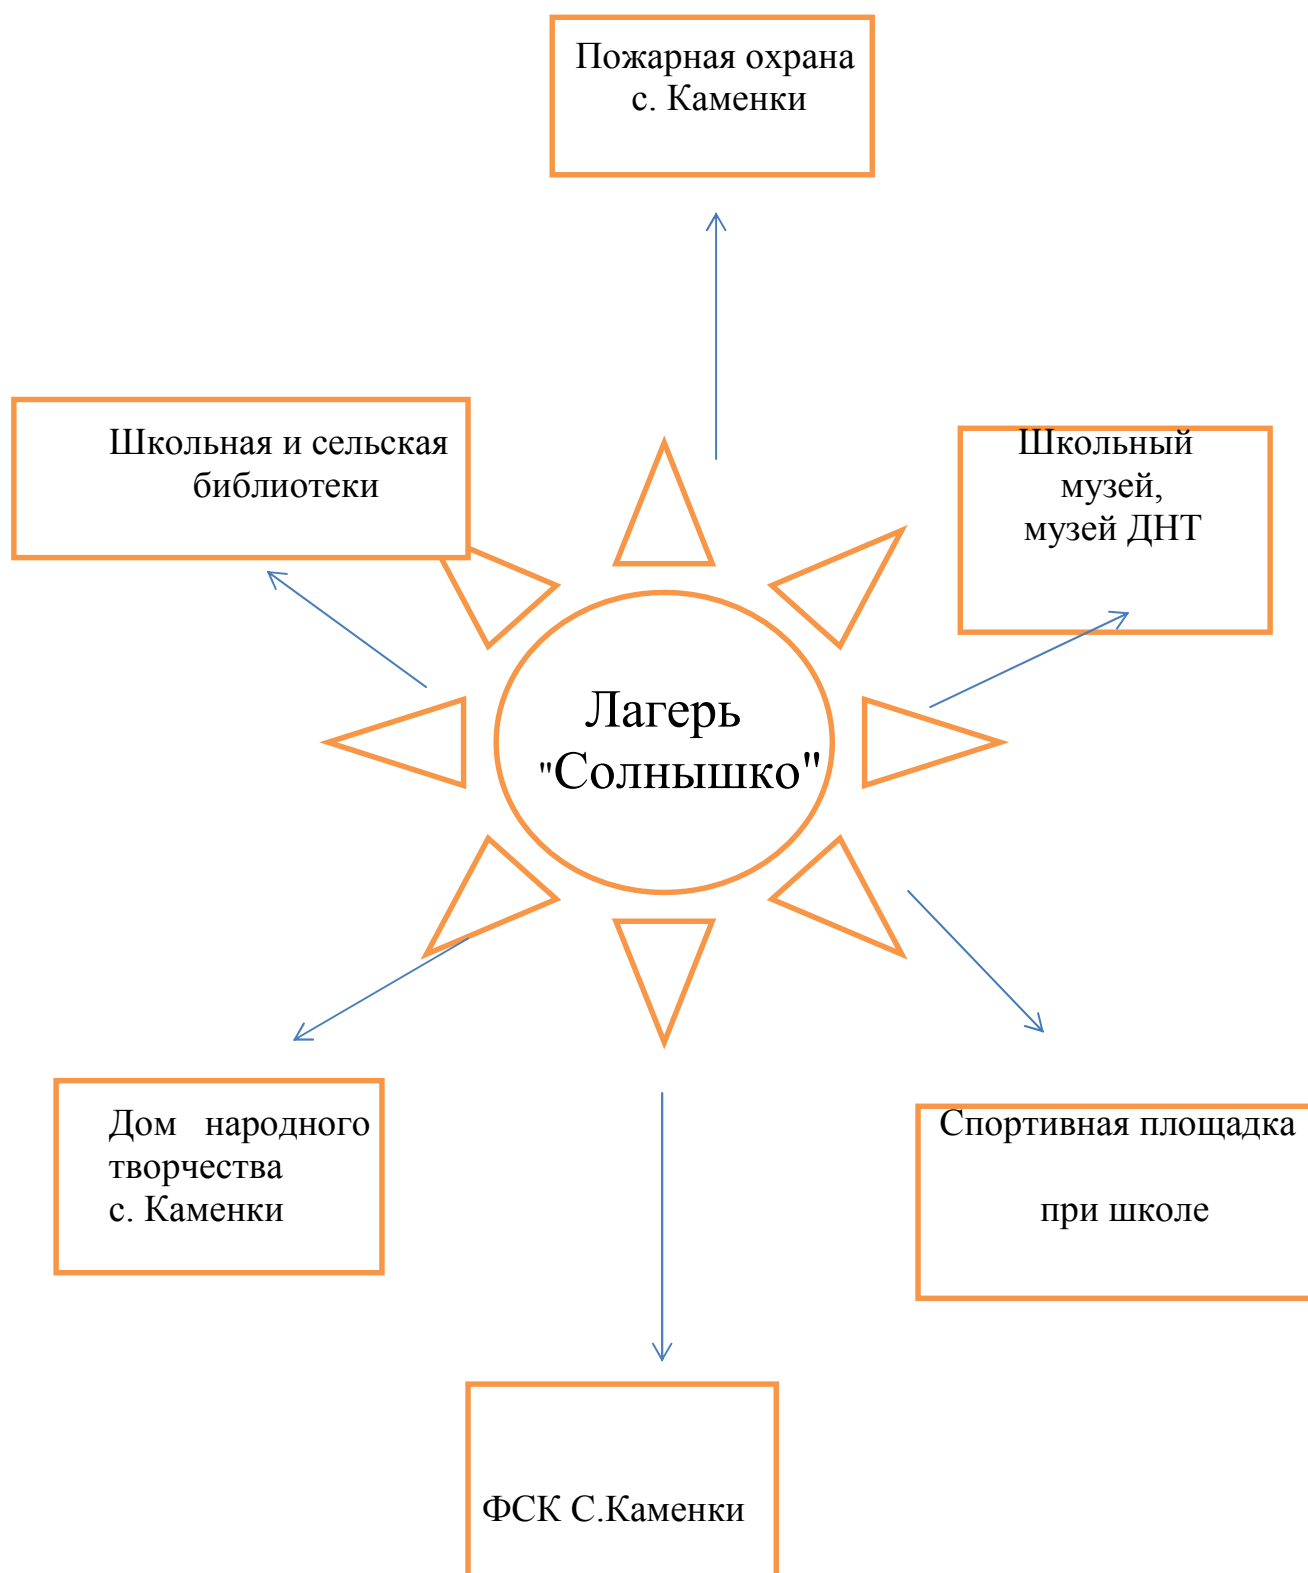 Пожарная охрана
с. Каменки
Школьная и сельская
библиотеки
Школьный
музей,
музей ДНТ
Лагерь
"Солнышко"
Дом народного
творчества
с. Каменки
Спортивная площадка
при школе
ФСК С.Каменки